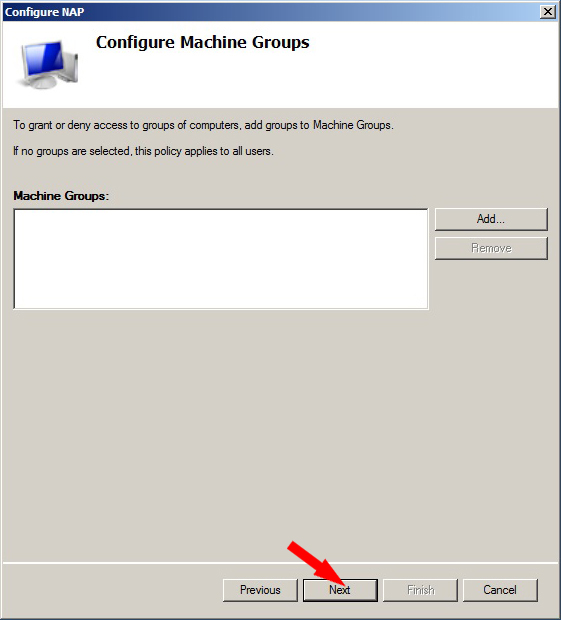 Configure NAP
Configure Machine Groups
To grant or deny access to groups of computers, add groups to Machine Groups.
If no groups are selected, this policy applies to all users.
Machine Groups:
Add...
Remove
Previous
Next
Finish
Cancel